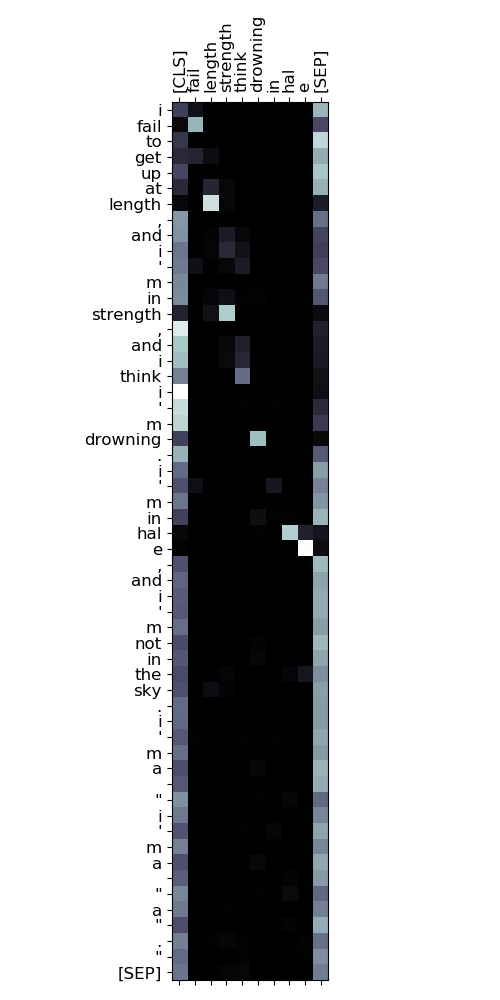 [CLS]
fail
length
strength
think
drowning
in
hal
e
[SEP]
i
fail
to
get
up
at
length
,
and
i
'
m
in
strength
,
and
i
think
i
'
m
drowning
.
i
'
m
in
hal
e
,
and
i
'
m
not
in
the
sky
.
i
'
m
a
"
i
'
m
a
"
a
"
.
"
[SEP]